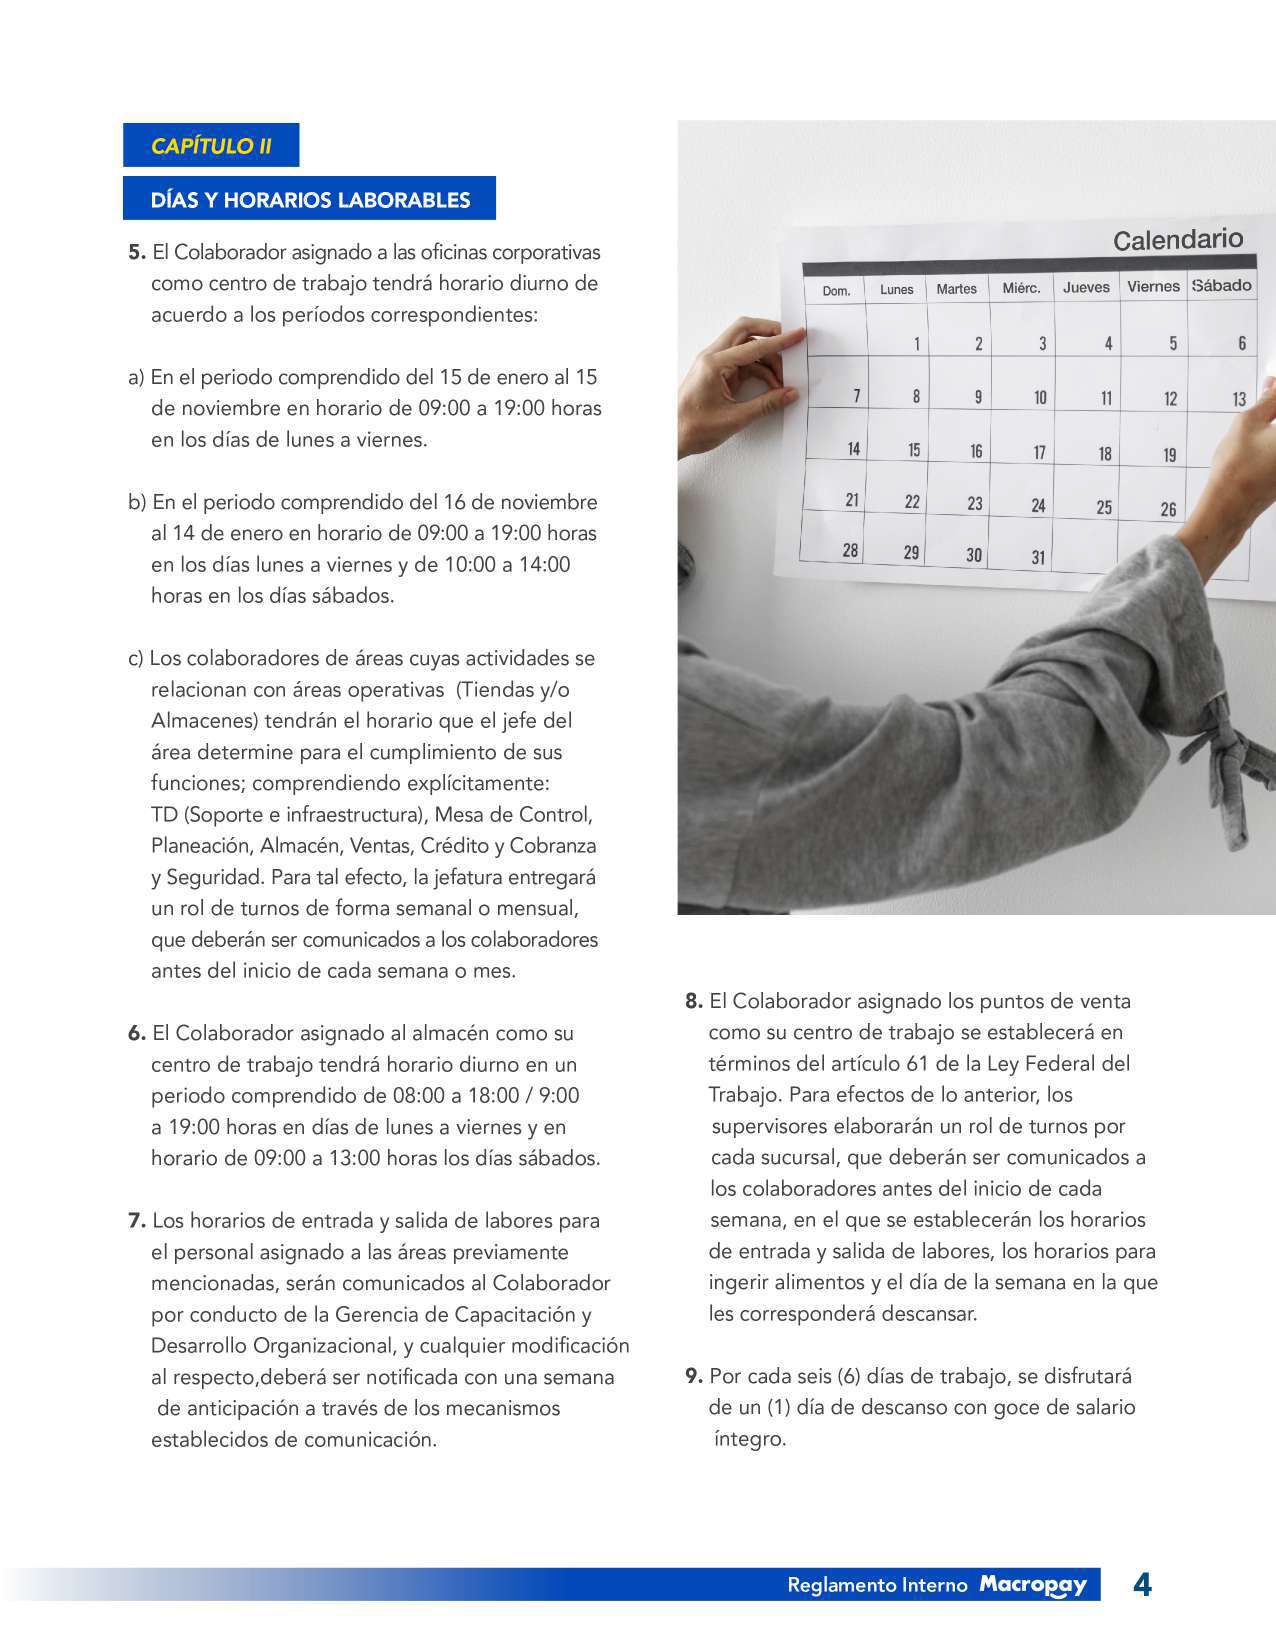 CAPÍTULO II
DÍAS Y HORARIOS LABORABLES
5. El Colaborador asignado a las oficinas corporativas
como centro de trabajo tendrá horario diurno de
acuerdo a los períodos correspondientes:
a) En el periodo comprendido del 15 de enero al 15
de noviembre en horario de 09:00 a 19:00 horas
en los días de lunes a viernes.
b) En el periodo comprendido del 16 de noviembre
al 14 de enero en horario de 09:00 a 19:00 horas
en los días lunes a viernes y de 10:00 a 14:00
horas en los días sábados.
c) Los colaboradores de áreas cuyas actividades se
relacionan con áreas operativas (Tiendas y/o
Almacenes) tendrán el horario que el jefe del
área determine para el cumplimiento de sus
funciones; comprendiendo explícitamente:
TD (Soporte e infraestructura), Mesa de Control,
Planeación, Almacén, Ventas, Crédito y Cobranza
y Seguridad. Para tal efecto, la jefatura entregará
un rol de turnos de forma semanal o mensual,
que deberán ser comunicados a los colaboradores
antes del inicio de cada semana o mes.
6. El Colaborador asignado al almacén como su
centro de trabajo tendrá horario diurno en un
periodo comprendido de 08:00 a 18:00 / 9:00
a 19:00 horas en días de lunes a viernes y en
horario de 09:00 a 13:00 horas los días sábados.
7. Los horarios de entrada y salida de labores para
el personal asignado a las áreas previamente
mencionadas, serán comunicados al Colaborador
por conducto de la Gerencia de Capacitación y
Desarrollo Organizacional, y cualquier modificación
al respecto,deberá ser notificada con una semana
de anticipación a través de los mecanismos
establecidos de comunicación.
Calendario
Dom. Lunes Martes Miérc. Jueves Viernes Sábado
1 2 3 4 5 6
7 8 9 10 11 12 13
14 15 16 17 18 19
21 22 23 24 25 26
28 29 30 31
8. El Colaborador asignado los puntos de venta
como su centro de trabajo se establecerá en
términos del artículo 61 de la Ley Federal del
Trabajo. Para efectos de lo anterior, los
supervisores elaborarán un rol de turnos por
cada sucursal, que deberán ser comunicados a
los colaboradores antes del inicio de cada
semana, en el que se establecerán los horarios
de entrada y salida de labores, los horarios para
ingerir alimentos y el día de la semana en la que
les corresponderá descansar.
9. Por cada seis (6) días de trabajo, se disfrutará
de un (1) día de descanso con goce de salario
íntegro.
Reglamento Interno Macropay 4